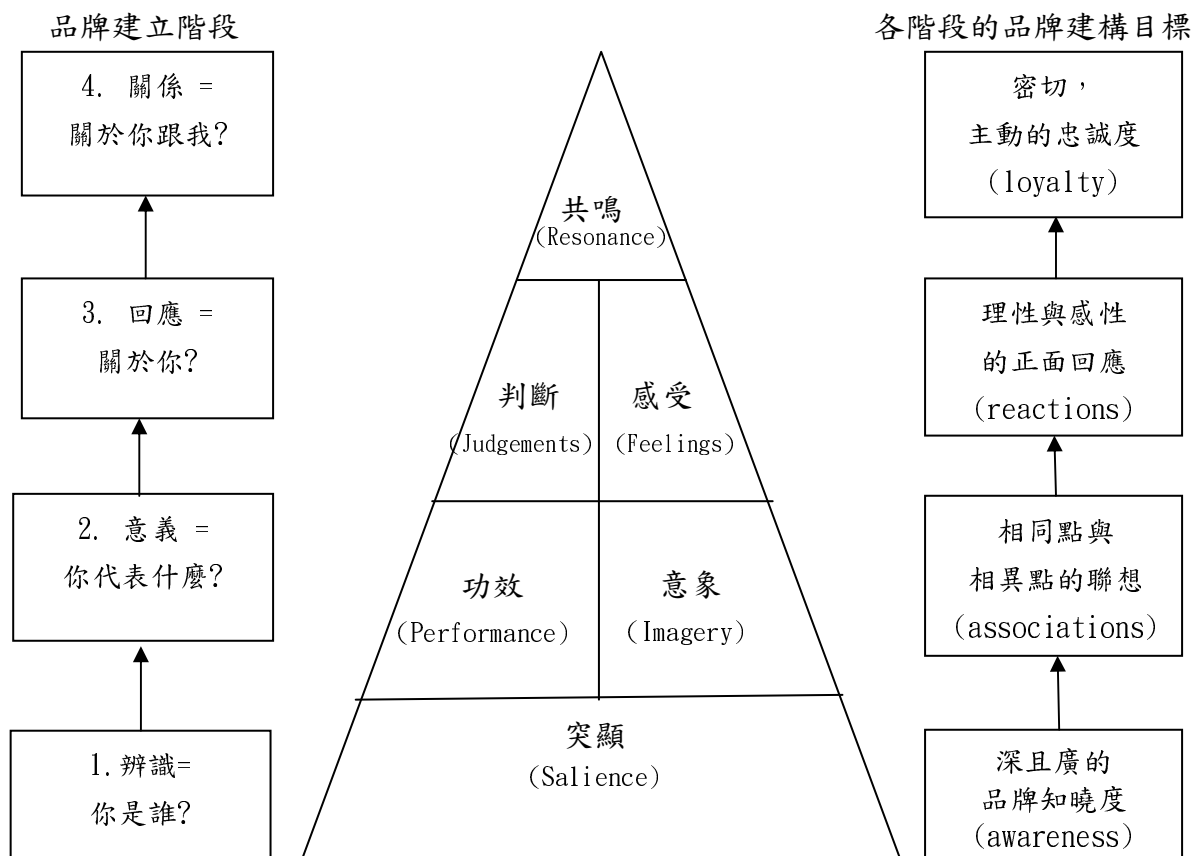 品牌建立階段
4. 關係 =
關於你跟我?
3. 回應 =
關於你?
2. 意義 =
你代表什麼?
1.辨識=
你是誰?
共鳴
(Resonance)
判斷
(Judgements)
感受
(Feelings)
功效
(Performance)
意象
(Imagery)
突顯
(Salience)
各階段的品牌建構目標
密切，
主動的忠誠度
(loyalty)
理性與感性
的正面回應
(reactions)
相同點與
相異點的聯想
(associations)
深且廣的
品牌知曉度
(awareness)